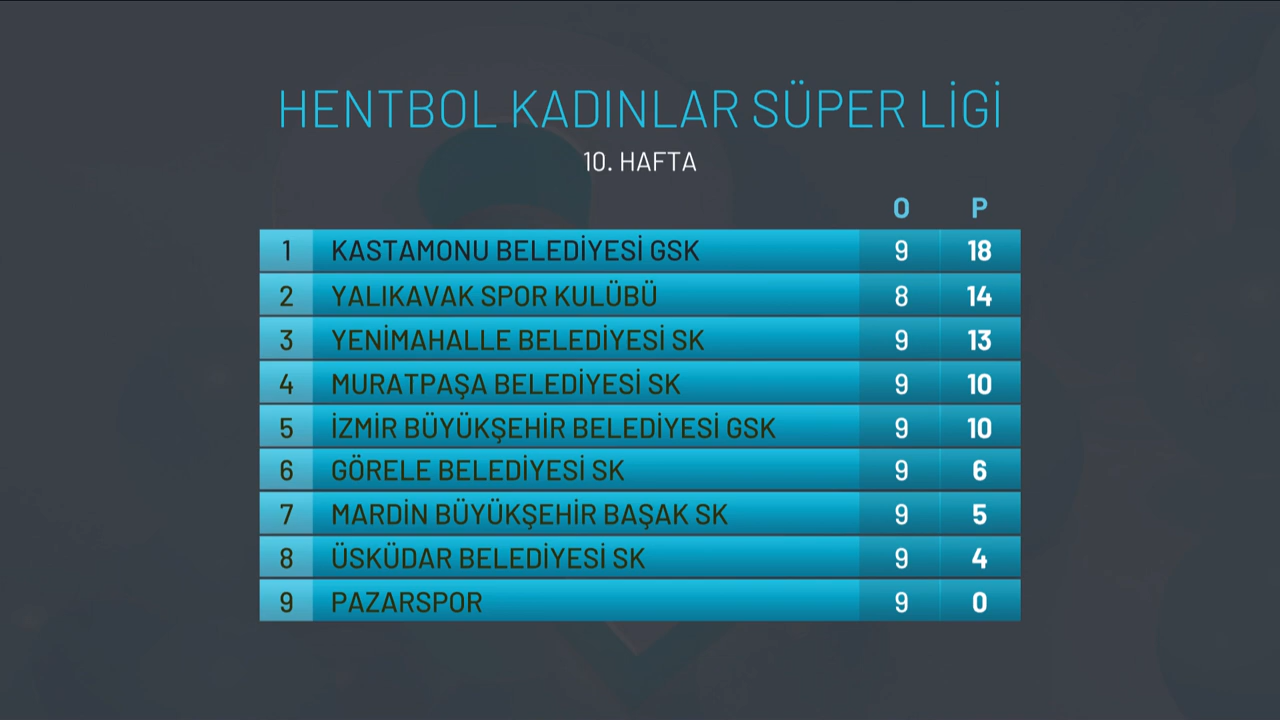 HENTBOL KADINLAR SÜPER LİGİ
10. HAFTA
O P
1 KASTAMONU BELEDİYESİ GSK 9 18
2 YALIKAVAK SPOR KULÜBÜ 8 14
3 YENİMAHALLE BELEDİYESİ SK 9 13
4 MURATPAŞA BELEDİYESİ SK 9 10
5 İZMİR BÜYÜKŞEHİR BELEDİYESİ GSK 9 10
6 GÖRELE BELEDİYESİ SK 9 6
7 MARDİN BÜYÜKŞEHİR BAŞAK SK 9 5
8 ÜSKÜDAR BELEDİYESİ SK 9 4
9 PAZARSPOR 9 0